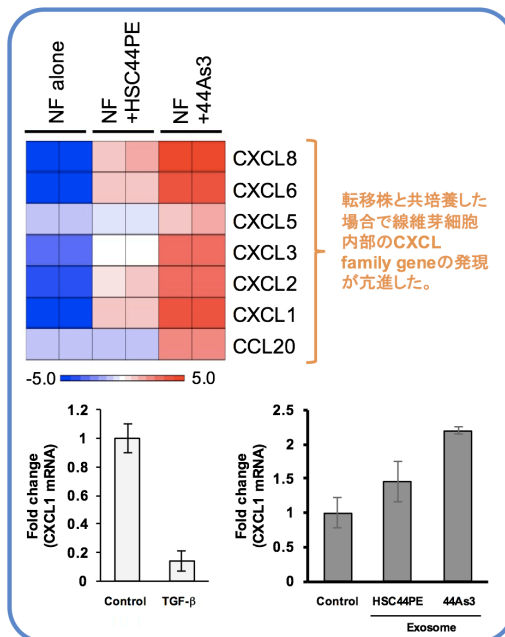 NF alone
NF
+HSC44PE
NF
+44As3
CXCL8
CXCL6
CXCL5
CXCL3
CXCL2
CXCL1
CCL20
-5.0
5.0
転移株と共培養した
場合で線維芽細胞
内部のCXCL
family geneの発現
が亢進した。
Fold change
(CXCL1 mRNA)
1.2
1
0.8
0.6
0.4
0.2
0
Control
TGF-β
Fold change
(CXCL1 mRNA)
2.5
2
1.5
1
0.5
0
Control
HSC44PE
44As3
Exosome